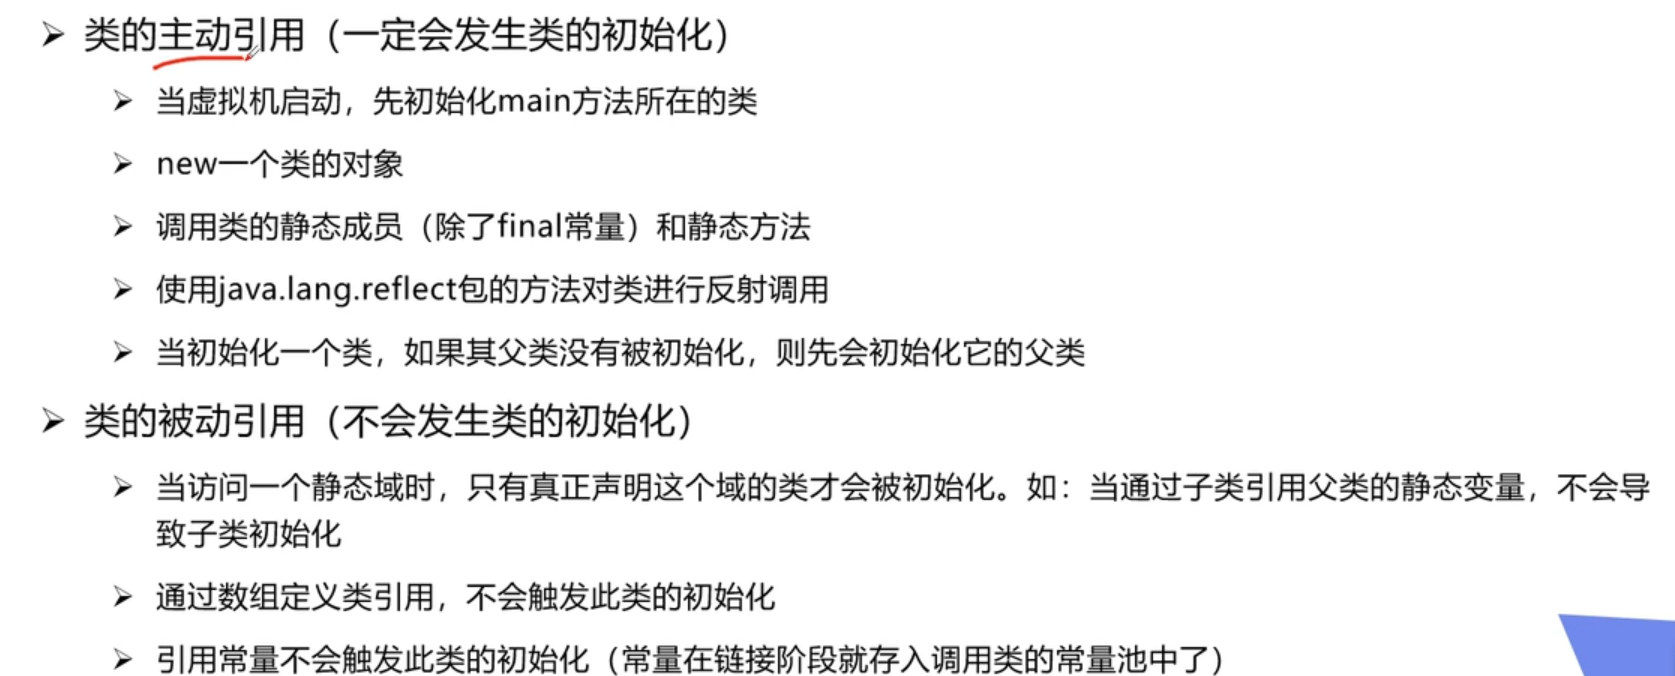 类的主动引用（一定会发生类的初始化）
当虚拟机启动，先初始化main方法所在的类
new一个类的对象
调用类的静态成员（除了final常量）和静态方法
使用java.lang.reflect包的方法对类进行反射调用
当初始化一个类，如果其父类没有被初始化，则先会初始化它的父类
类的被动引用（不会发生类的初始化）
当访问一个静态域时，只有真正声明这个域的类才会被初始化。如：当通过子类引用父类的静态变量，不会导
致子类初始化
通过数组定义类引用，不会触发此类的初始化
引用常量不会触发此类的初始化（常量在链接阶段就存入调用类的常量池中了）